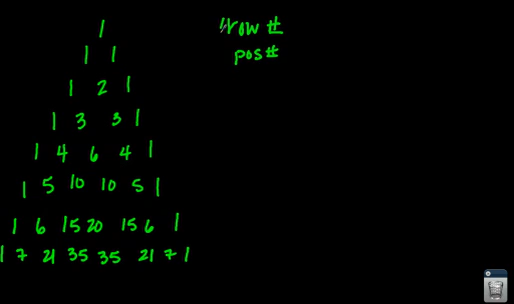 1
row #
1 1
pos #
1 2 1
1 3 3 1
1 4 6 4 1
1 5 10 10 5 1
1 6 15 20 15 6 1
1 7 21 35 35 21 7 1